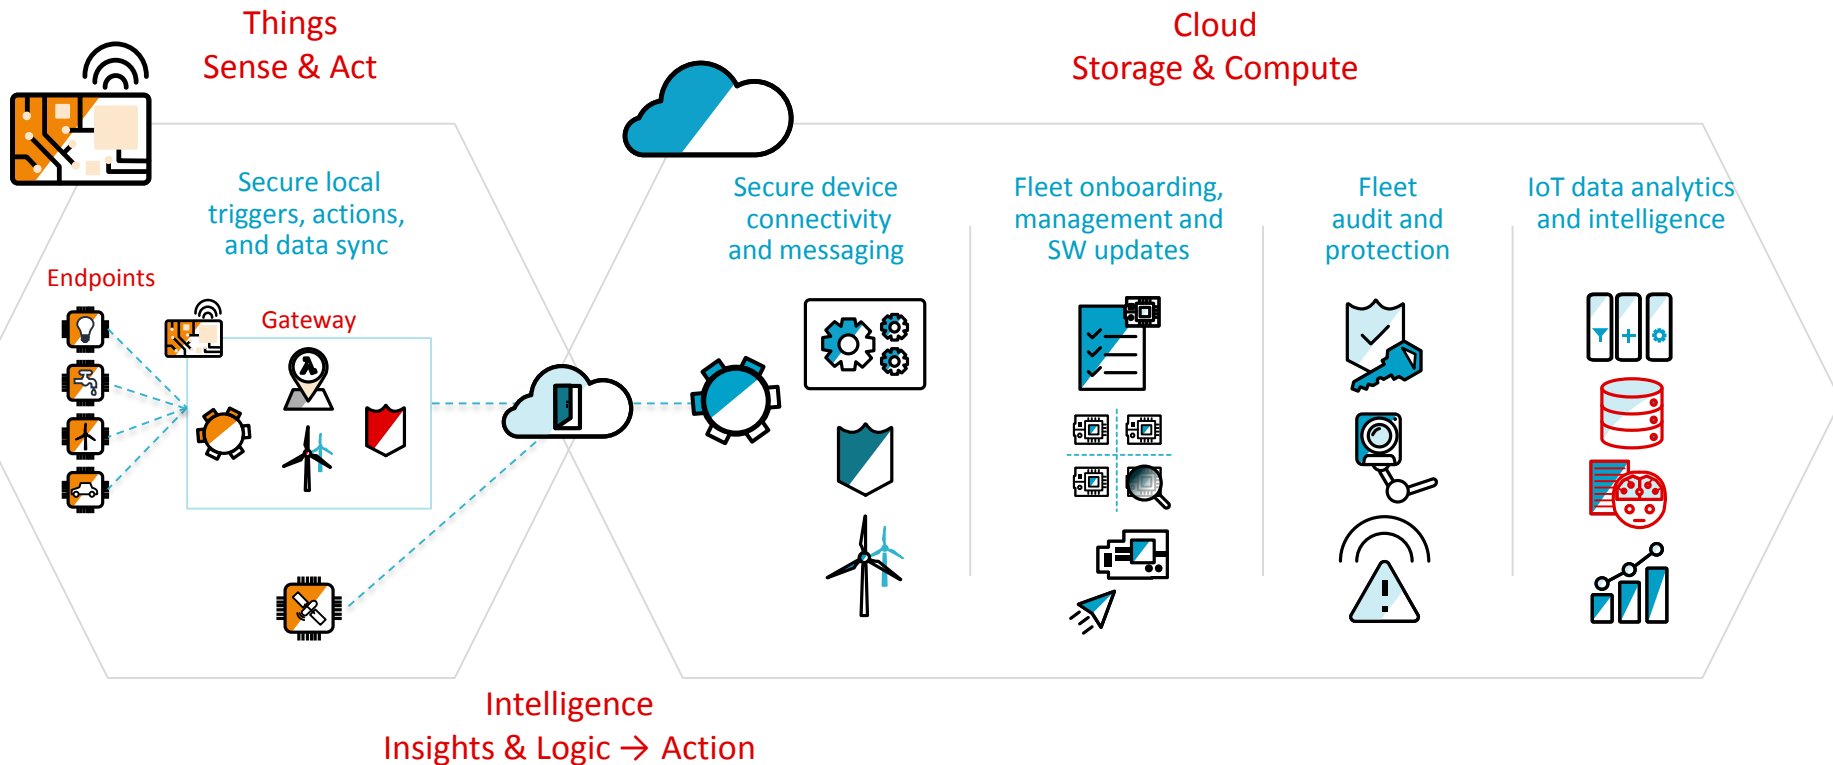 Things
Sense & Act
Cloud
Storage & Compute
Secure local
triggers, actions,
and data sync
Endpoints
Gateway
λ
Secure device
connectivity
and messaging
Fleet onboarding,
management and
SW updates
Fleet
audit and
protection
IoT data analytics
and intelligence
Intelligence
Insights & Logic → Action